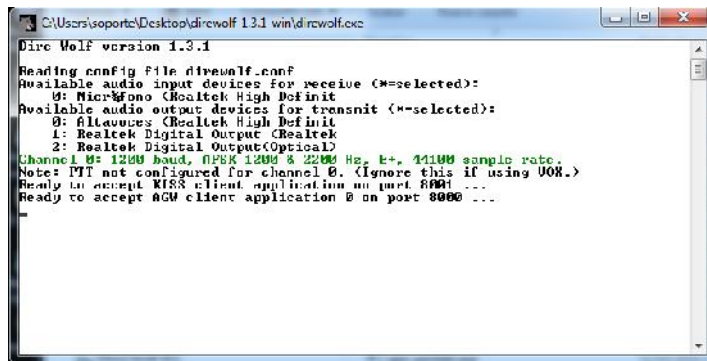 C:\Users\soporte\Desktop\direwolf-1.3.1-win\direwolf.exe
Dire Wolf version 1.3.1
Reading config file direwolf.conf
Available audio input devices for receive (*=selected):
0: Micr%fono (Realtek High Definit
Available audio output devices for transmit (*=selected):
0: Altavoces (Realtek High Definit
1: Realtek Digital Output (Realtek
2: Realtek Digital Output(Optical)
Channel 0: 1200 baud, AFSK 1200 & 2200 Hz, E+, 44100 sample rate.
Note: PTT not configured for channel 0. (Ignore this if using VOX.)
Ready to accept KISS client application on port 8001 ...
Ready to accept AGW client application 0 on port 8000 ...